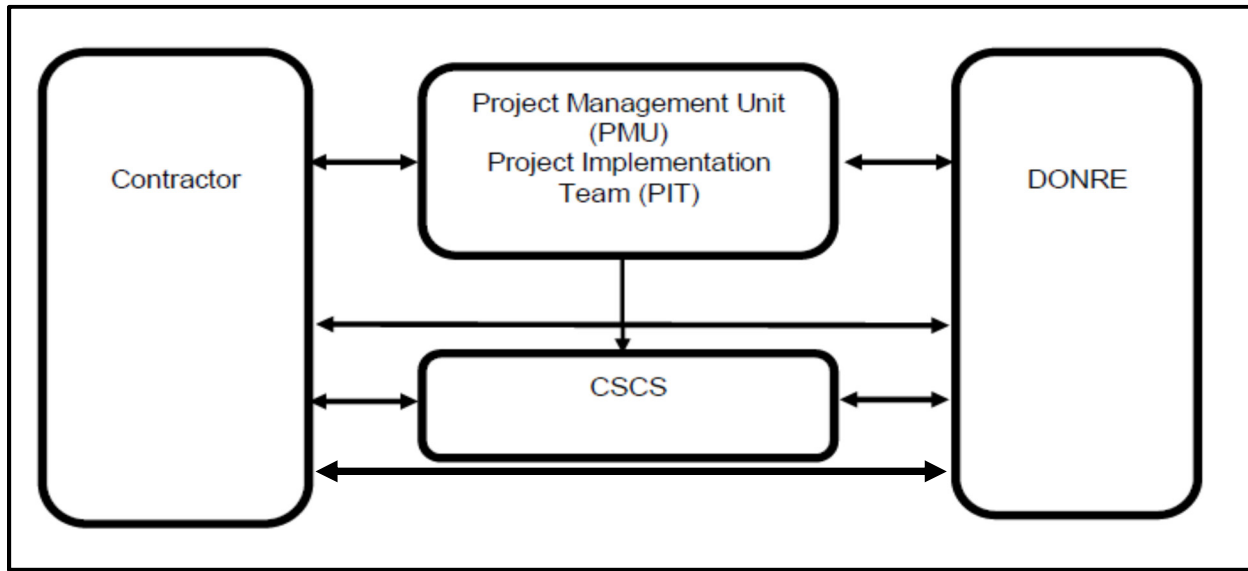 Contractor
Project Management Unit
(PMU)
Project Implementation
Team (PIT)
DONRE
CSCS